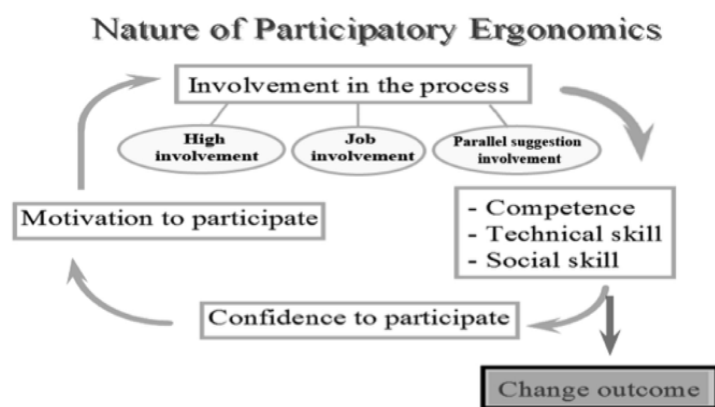 Nature of Participatory Ergonomics
Involvement in the process
High
involvement
Job
involvement
Parallel suggestion
involvement
Motivation to participate
- Competence
- Technical skill
- Social skill
Confidence to participate
Change outcome